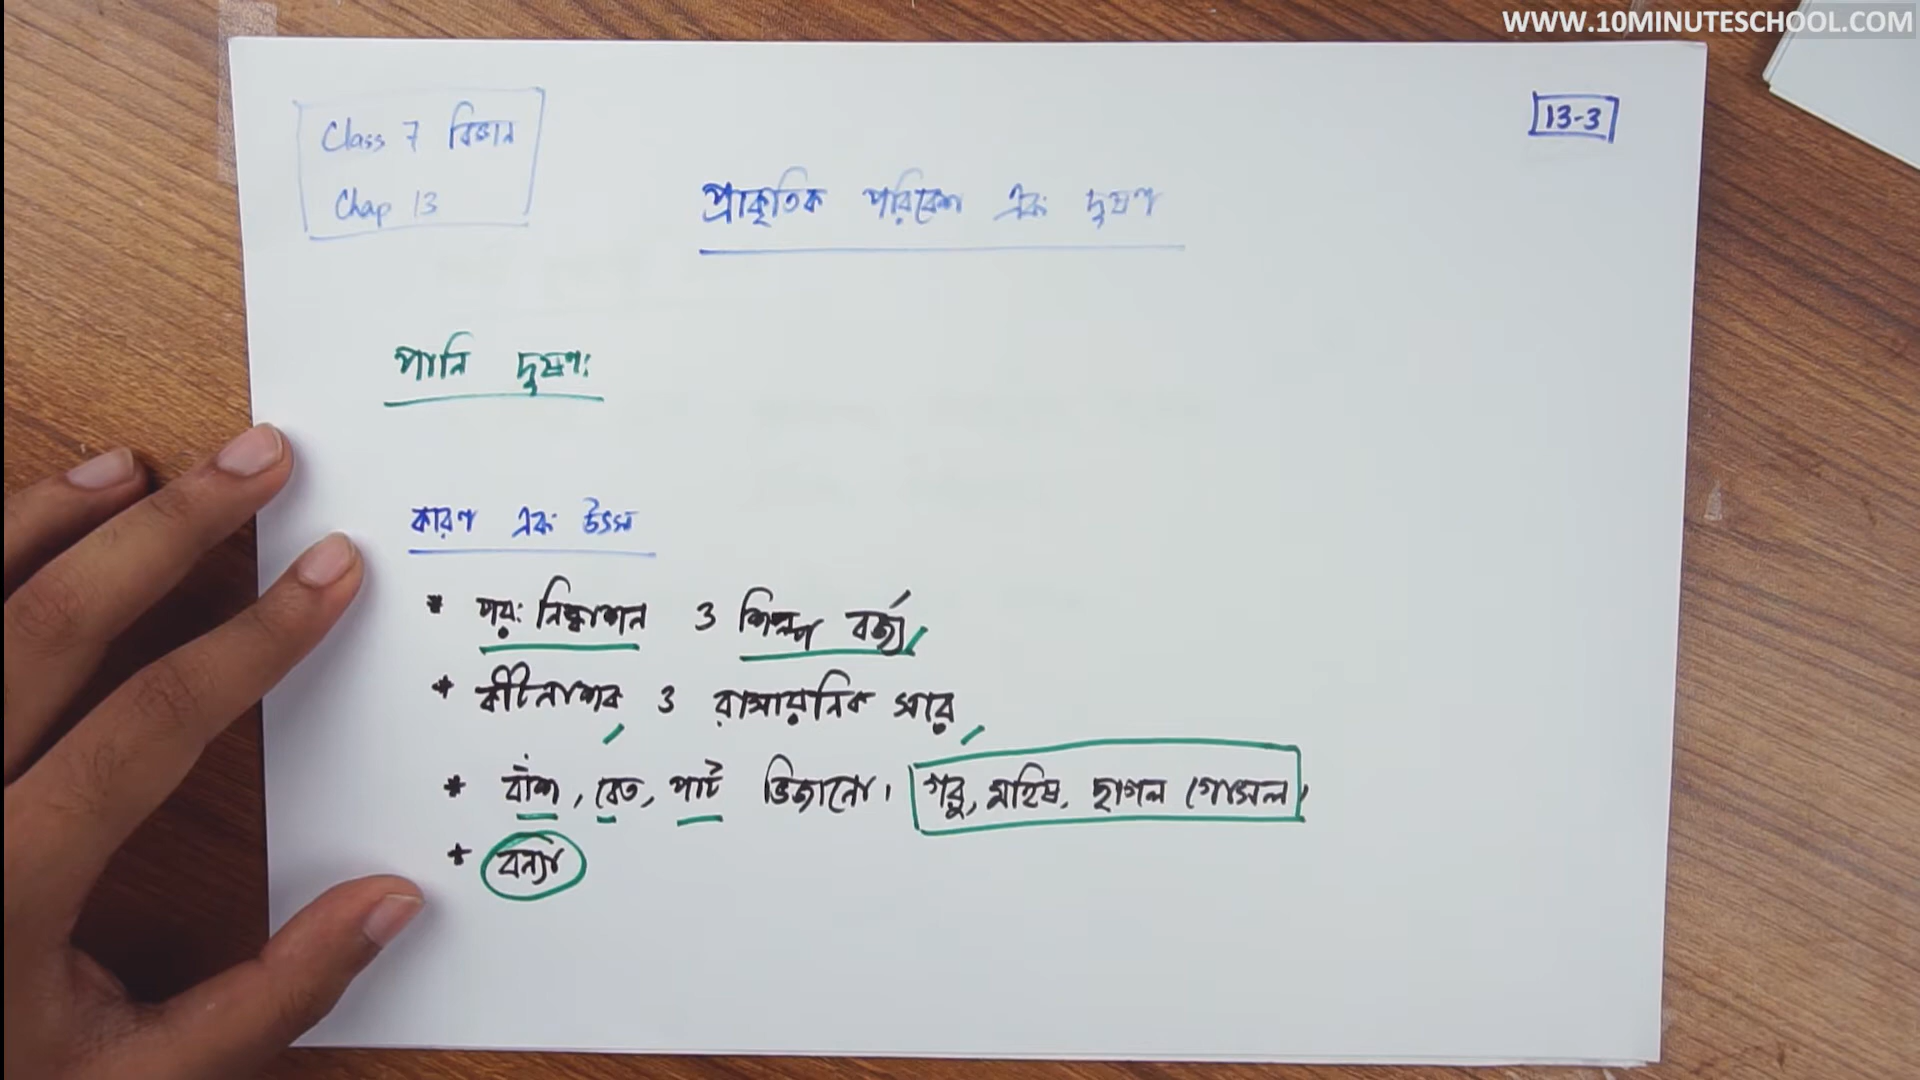 WWW.10MINUTESCHOOL.COM
Class 7 বিজ্ঞান
Chap 13
13-3
প্রাকৃতিক পরিবেশ এবং দূষণ
পানি দূষণঃ
কারণ এবং উৎস
* পয়ঃ নিষ্কাশন ও শিল্প বর্জ্য
* কীটনাশক ও রাসায়নিক সার
* বাঁশ, বেত, পাট ভিজানো। গরু, মহিষ, ছাগল গোসল।
* বন্যা